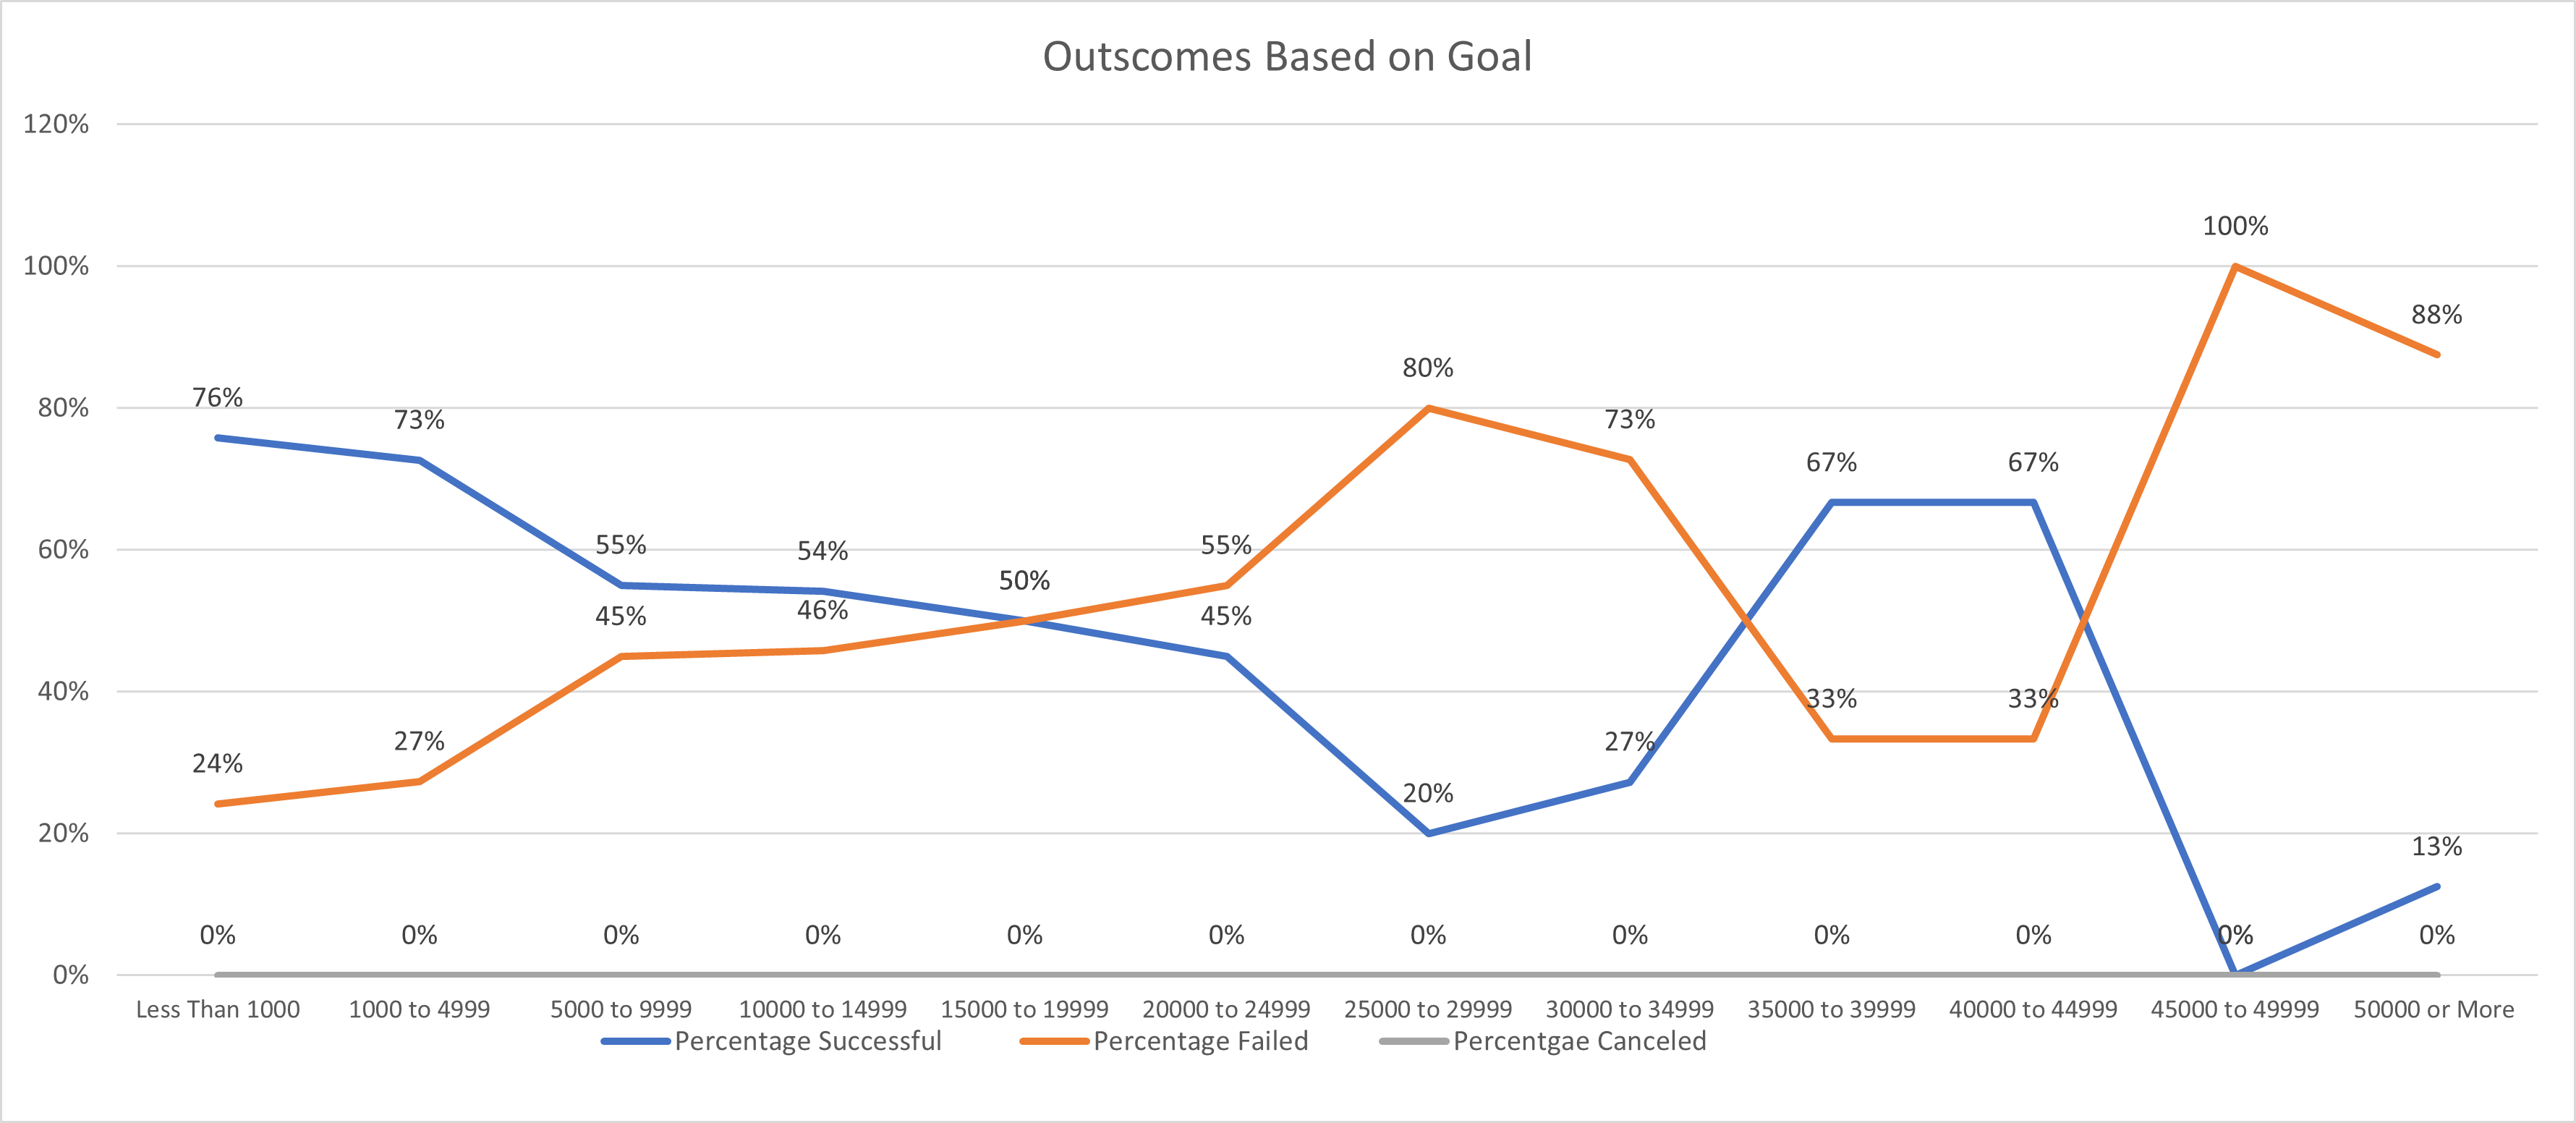 Outscomes Based on Goal
120%
100%
100%
88%
80%
80%
76%
73%
73%
67%
67%
60%
55%
54%
55%
50%
45%
46%
45%
40%
33%
33%
24%
27%
27%
20%
20%
13%
0%
0%
0%
0%
0%
0%
0%
0%
0%
0%
0%
0%
0%
Less Than 1000
1000 to 4999
5000 to 9999
10000 to 14999
15000 to 19999
20000 to 24999
25000 to 29999
30000 to 34999
35000 to 39999
40000 to 44999
45000 to 49999
50000 or More
Percentage Successful
Percentage Failed
Percentgae Canceled